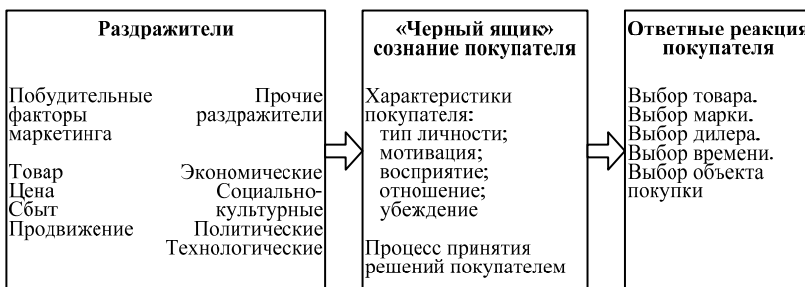 Раздражители
Побудительные
факторы
маркетинга
Прочие
раздражители
Товар
Цена
Сбыт
Продвижение
Экономические
Социально-
культурные
Политические
Технологические
«Черный ящик»
сознание покупателя
Характеристики
покупателя:
тип личности;
мотивация;
восприятие;
отношение;
убеждение
Процесс принятия
решений покупателем
Ответные реакция
покупателя
Выбор товара.
Выбор марки.
Выбор дилера.
Выбор времени.
Выбор объекта
покупки